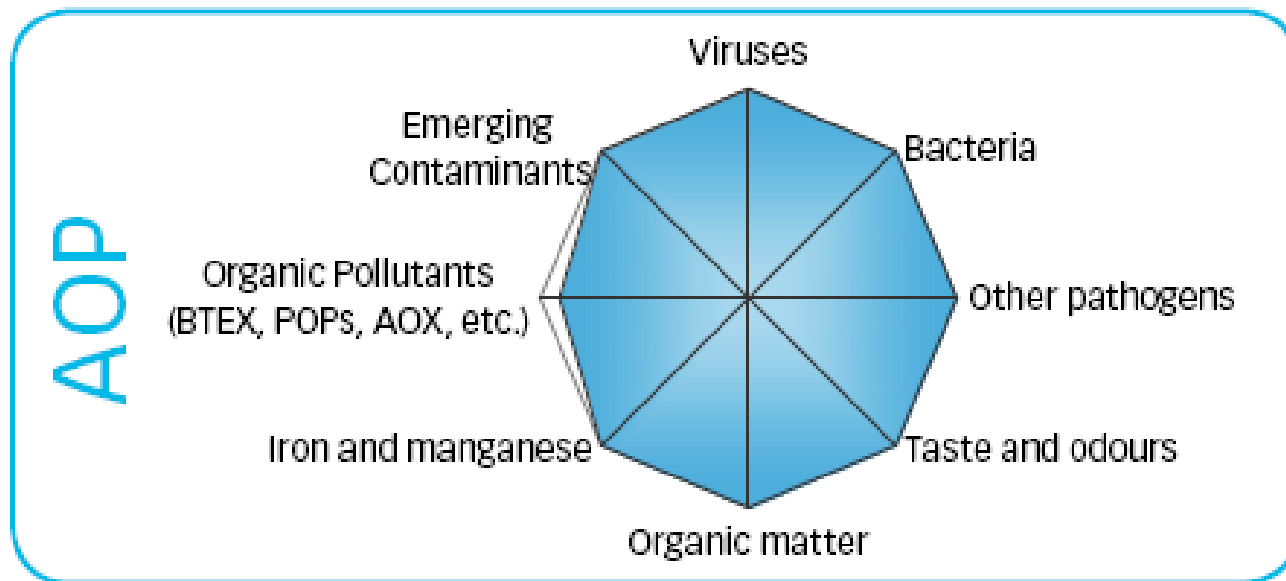 AOP
Viruses
Emerging
Contaminants
Bacteria
Organic Pollutants
(BTEX, POPs, AOX, etc.)
Other pathogens
Iron and manganese
Taste and odours
Organic matter